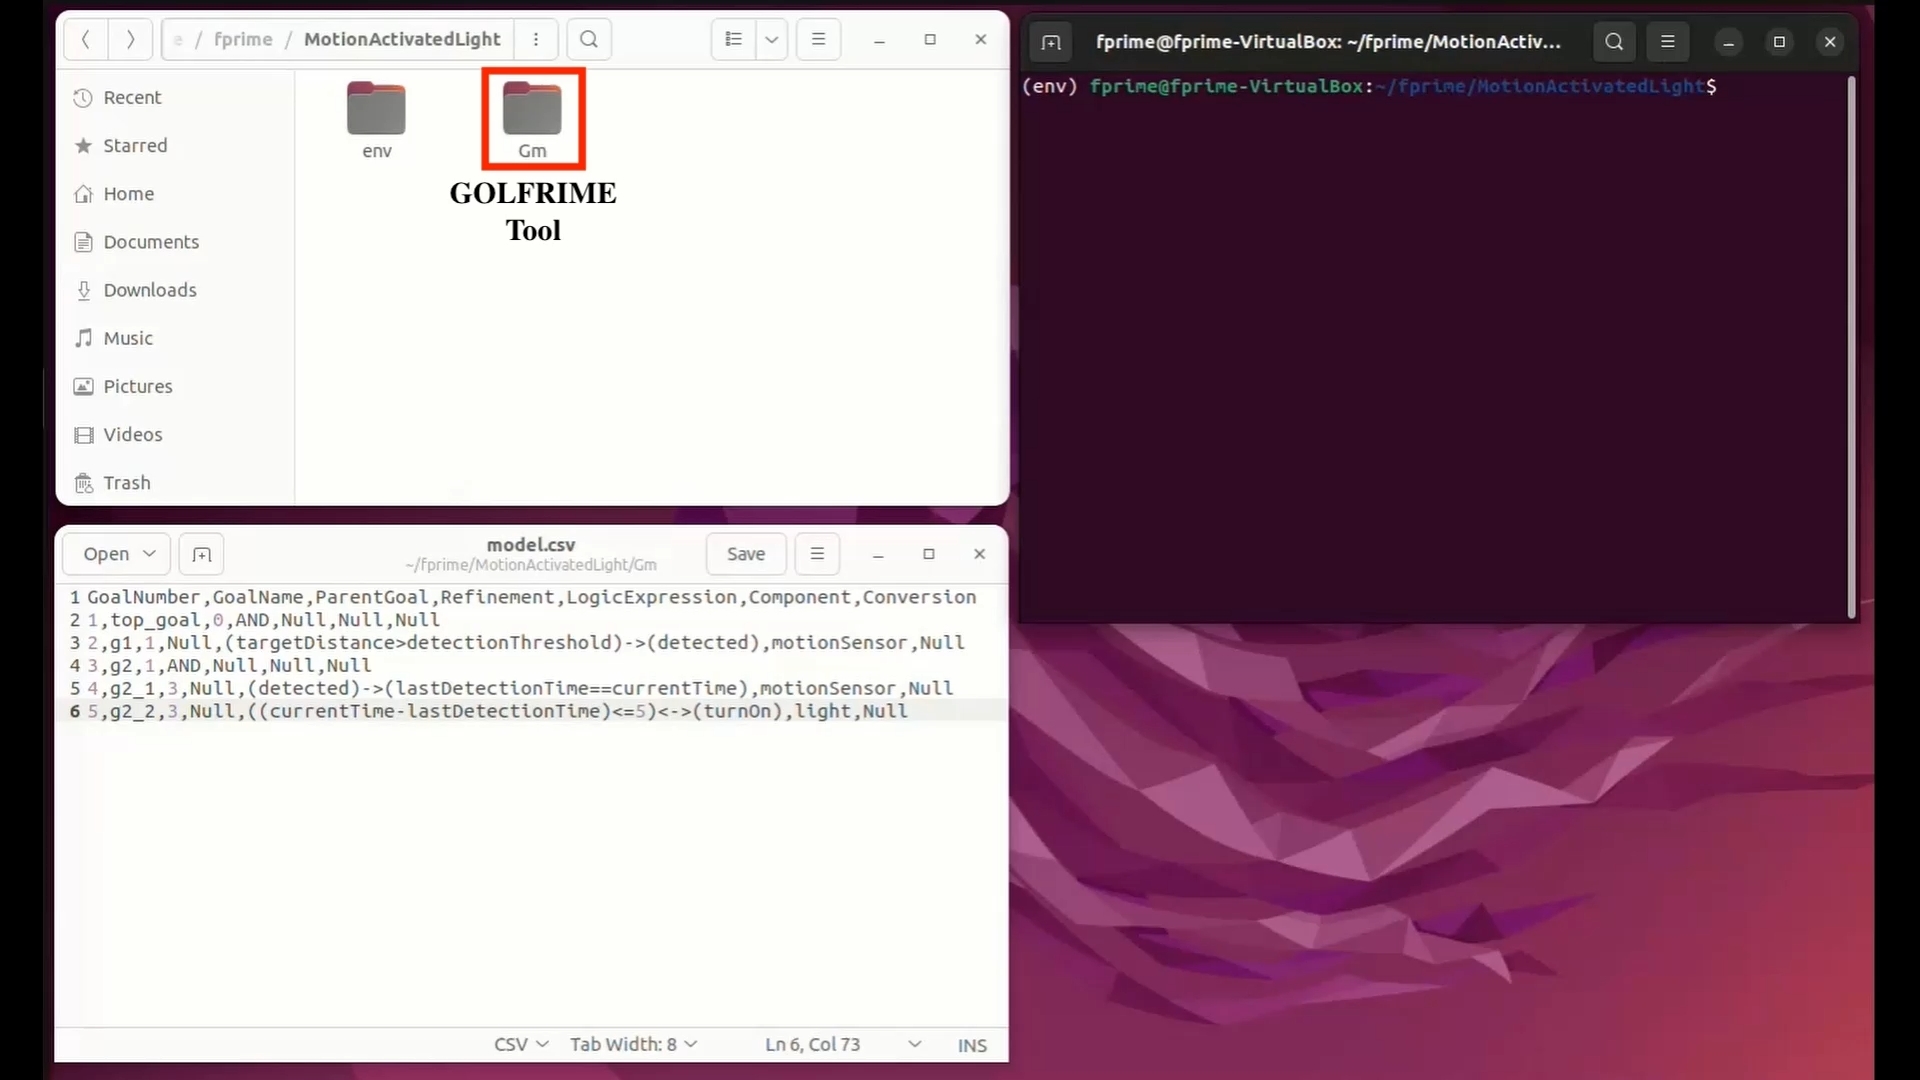 / fprime / MotionActivatedLight
Recent
Starred
Home
Documents
Downloads
Music
Pictures
Videos
Trash
env
Gm
GOLFRIME
Tool
fprime@fprime-VirtualBox: ~/fprime/MotionActiv...
(env) fprime@fprime-VirtualBox:~/fprime/MotionActivatedLight$
Open
model.csv
~/fprime/MotionActivatedLight/Gm
Save
1 GoalNumber,GoalName,ParentGoal,Refinement,LogicExpression,Component,Conversion
2 1,top_goal,0,AND,Null,Null,Null
3 2,g1,1,Null,(targetDistance>detectionThreshold)->(detected),motionSensor,Null
4 3,g2,1,AND,Null,Null,Null
5 4,g2_1,3,Null,(detected)->(lastDetectionTime==currentTime),motionSensor,Null
6 5,g2_2,3,Null,((currentTime-lastDetectionTime)<=5)<->(turnOn),light,Null
CSV
Tab Width: 8
Ln 6, Col 73
INS